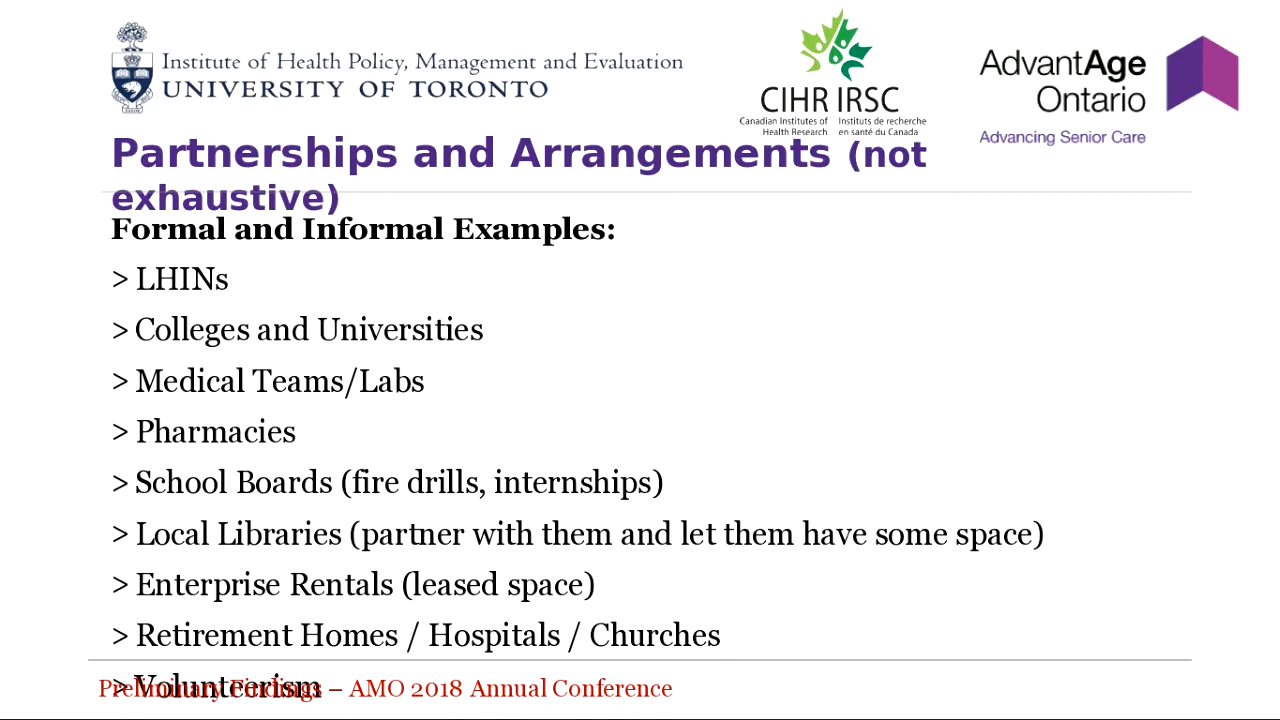 Institute of Health Policy, Management and Evaluation
UNIVERSITY OF TORONTO
CIHR IRSC
Canadian Institutes of Health Research
Instituts de recherche en santé du Canada
AdvantAge
Ontario
Advancing Senior Care
Partnerships and Arrangements (not
exhaustive)
Formal and Informal Examples:
> LHINs
> Colleges and Universities
> Medical Teams/Labs
> Pharmacies
> School Boards (fire drills, internships)
> Local Libraries (partner with them and let them have some space)
> Enterprise Rentals (leased space)
> Retirement Homes / Hospitals / Churches
> Volunteerism
Preliminary Findings – AMO 2018 Annual Conference